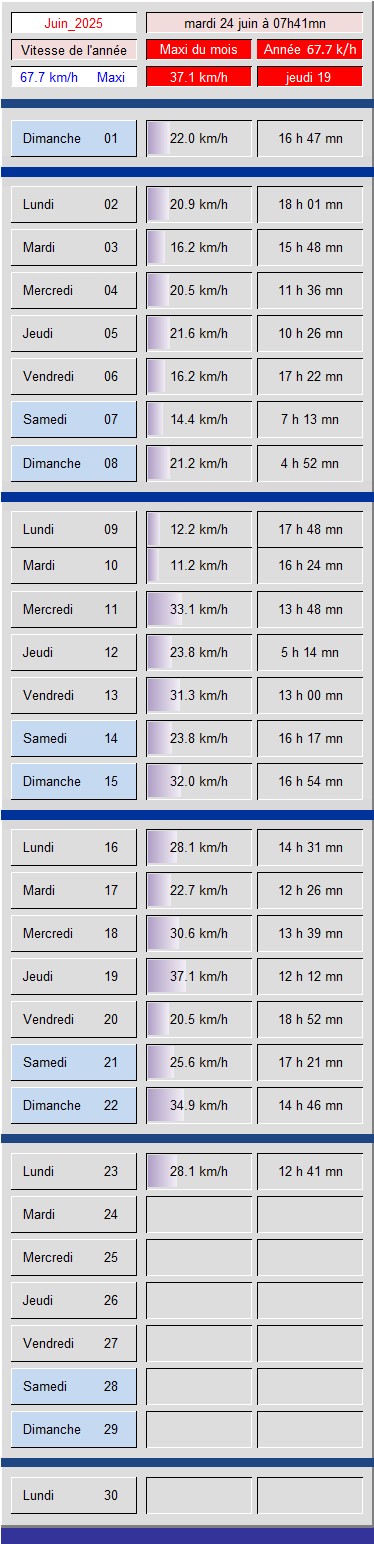 Juin_2025 mardi 24 juin à 07h41mn
Vitesse de l'année Maxi du mois Année 67.7 k/h
67.7 km/h Maxi 37.1 km/h jeudi 19
Dimanche 01 22.0 km/h 16 h 47 mn
Lundi 02 20.9 km/h 18 h 01 mn
Mardi 03 16.2 km/h 15 h 48 mn
Mercredi 04 20.5 km/h 11 h 36 mn
Jeudi 05 21.6 km/h 10 h 26 mn
Vendredi 06 16.2 km/h 17 h 22 mn
Samedi 07 14.4 km/h 7 h 13 mn
Dimanche 08 21.2 km/h 4 h 52 mn
Lundi 09 12.2 km/h 17 h 48 mn
Mardi 10 11.2 km/h 16 h 24 mn
Mercredi 11 33.1 km/h 13 h 48 mn
Jeudi 12 23.8 km/h 5 h 14 mn
Vendredi 13 31.3 km/h 13 h 00 mn
Samedi 14 23.8 km/h 16 h 17 mn
Dimanche 15 32.0 km/h 16 h 54 mn
Lundi 16 28.1 km/h 14 h 31 mn
Mardi 17 22.7 km/h 12 h 26 mn
Mercredi 18 30.6 km/h 13 h 39 mn
Jeudi 19 37.1 km/h 12 h 12 mn
Vendredi 20 20.5 km/h 18 h 52 mn
Samedi 21 25.6 km/h 17 h 21 mn
Dimanche 22 34.9 km/h 14 h 46 mn
Lundi 23 28.1 km/h 12 h 41 mn
Mardi 24
Mercredi 25
Jeudi 26
Vendredi 27
Samedi 28
Dimanche 29
Lundi 30